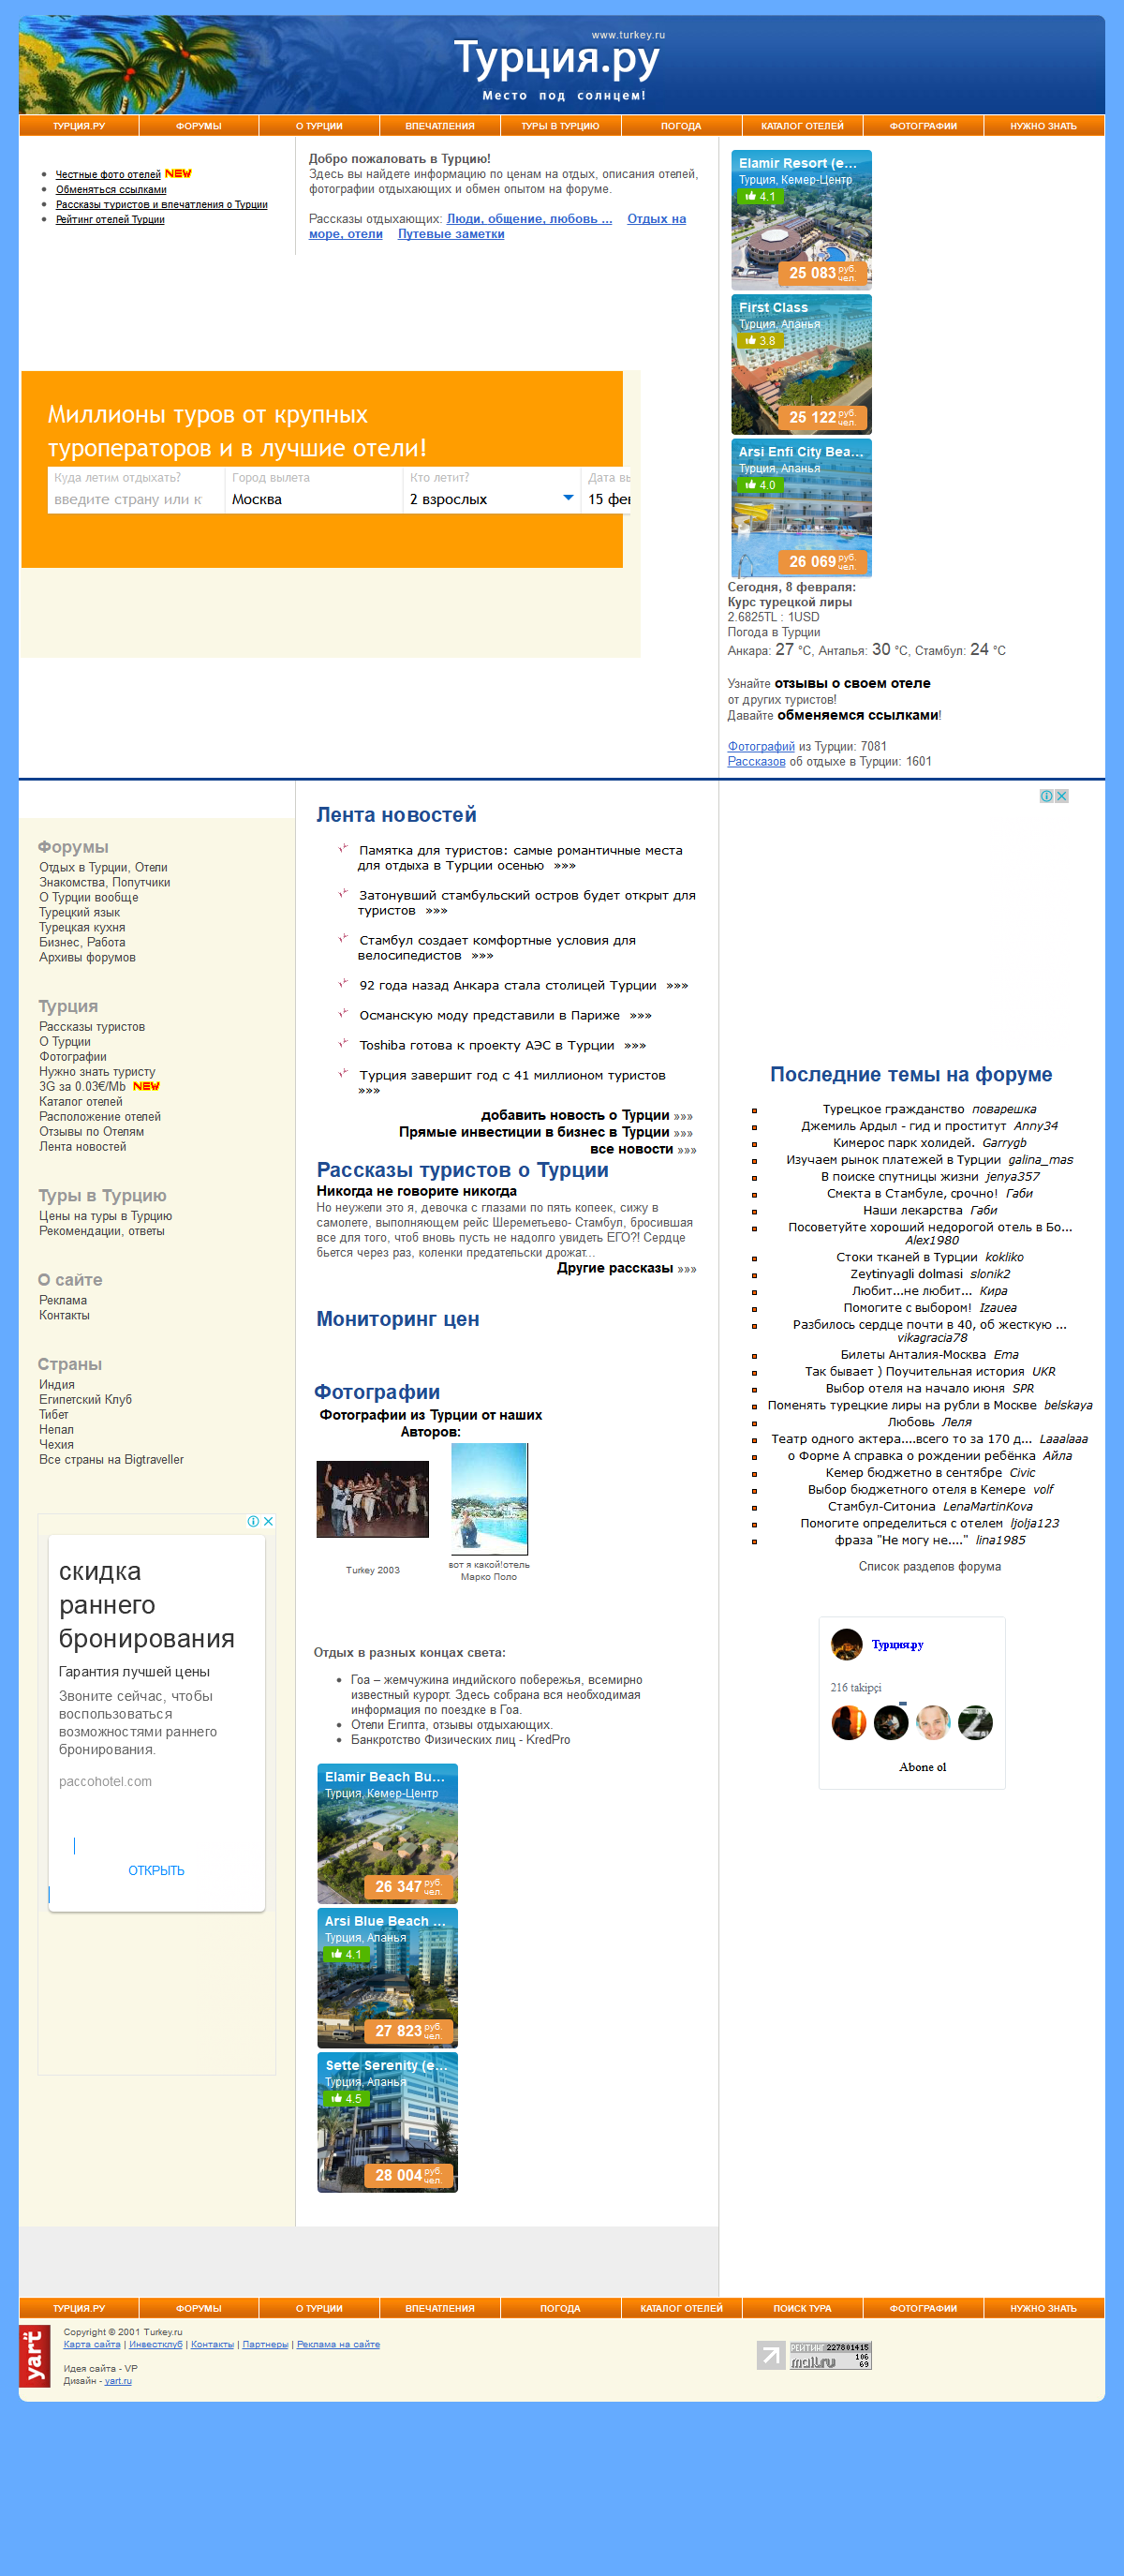 www.turkey.ru
Турция.ру
Место под солнцем!
ТУРЦИЯ.РУ ФОРУМЫ О ТУРЦИИ ВПЕЧАТЛЕНИЯ ТУРЫ В ТУРЦИЮ ПОГОДА КАТАЛОГ ОТЕЛЕЙ ФОТОГРАФИИ НУЖНО ЗНАТЬ
Честные фото отелей NEW
Обменяться ссылками
Рассказы туристов и впечатления о Турции
Рейтинг отелей Турции
Добро пожаловать в Турцию!
Здесь вы найдете информацию по ценам на отдых, описания отелей,
фотографии отдыхающих и обмен опытом на форуме.
Рассказы отдыхающих: Люди, общение, любовь ... Отдых на
море, отели Путевые заметки
Elamir Resort (e...
Турция, Кемер-Центр
4.1
25 083 руб. чел.
First Class
Турция, Аланья
3.8
25 122 руб. чел.
Arsi Enfi City Bea...
Турция, Аланья
4.0
26 069 руб. чел.
Миллионы туров от крупных
туроператоров и в лучшие отели!
Куда летим отдыхать? Город вылета Кто летит? Дата вы
введите страну или к Москва 2 взрослых 15 фев
Сегодня, 8 февраля:
Курс турецкой лиры
2.6825TL : 1USD
Погода в Турции
Анкара: 27 °C, Анталья: 30 °C, Стамбул: 24 °C
Узнайте отзывы о своем отеле
от других туристов!
Давайте обменяемся ссылками!
Фотографий из Турции: 7081
Рассказов об отдыхе в Турции: 1601
Форумы
Отдых в Турции, Отели
Знакомства, Попутчики
О Турции вообще
Турецкий язык
Турецкая кухня
Бизнес, Работа
Архивы форумов
Турция
Рассказы туристов
О Турции
Фотографии
Нужно знать туристу
3G за 0.03€/Mb NEW
Каталог отелей
Расположение отелей
Отзывы по Отелям
Лента новостей
Туры в Турцию
Цены на туры в Турцию
Рекомендации, ответы
О сайте
Реклама
Контакты
Страны
Индия
Египетский Клуб
Тибет
Непал
Чехия
Все страны на Bigtraveller
скидка
раннего
бронирования
Гарантия лучшей цены
Звоните сейчас, чтобы
воспользоваться
возможностями раннего
бронирования.
paccohotel.com
ОТКРЫТЬ
Лента новостей
Памятка для туристов: самые романтичные места
для отдыха в Турции осенью »»»
Затонувший стамбульский остров будет открыт для
туристов »»»
Стамбул создает комфортные условия для
велосипедистов »»»
92 года назад Анкара стала столицей Турции »»»
Османскую моду представили в Париже »»»
Toshiba готова к проекту АЭС в Турции »»»
Турция завершит год с 41 миллионом туристов
»»»
добавить новость о Турции »»»
Прямые инвестиции в бизнес в Турции »»»
все новости »»»
Рассказы туристов о Турции
Никогда не говорите никогда
Но неужели это я, девочка с глазами по пять копеек, сижу в
самолете, выполняющем рейс Шереметьево- Стамбул, бросившая
все для того, чтоб вновь пусть не надолго увидеть ЕГО?! Сердце
бьется через раз, коленки предательски дрожат...
Другие рассказы »»»
Мониторинг цен
Фотографии
Фотографии из Турции от наших
Авторов:
Turkey 2003
вот я какой!отель
Марко Поло
Отдых в разных концах света:
Гоа – жемчужина индийского побережья, всемирно
известный курорт. Здесь собрана вся необходимая
информация по поездке в Гоа.
Отели Египта, отзывы отдыхающих.
Банкротство Физических лиц - KredPro
Elamir Beach Bu...
Турция, Кемер-Центр
26 347 руб. чел.
Arsi Blue Beach ...
Турция, Аланья
4.1
27 823 руб. чел.
Sette Serenity (e...
Турция, Аланья
4.5
28 004 руб. чел.
Последние темы на форуме
Турецкое гражданство поварешка
Джемиль Ардыл - гид и проститут Anny34
Кимерос парк холидей. Garrygb
Изучаем рынок платежей в Турции galina_mas
В поиске спутницы жизни jenya357
Смекта в Стамбуле, срочно! Габи
Наши лекарства Габи
Посоветуйте хороший недорогой отель в Бо...
Alex1980
Стоки тканей в Турции kokliko
Zeytinyagli dolmasi slonik2
Любит...не любит... Кира
Помогите с выбором! Izauea
Разбилось сердце почти в 40, об жесткую ...
vikagracia78
Билеты Анталия-Москва Ema
Так бывает ) Поучительная история UKR
Выбор отеля на начало июня SPR
Поменять турецкие лиры на рубли в Москве belskaya
Любовь Леля
Театр одного актера....всего то за 170 д... Laaalaaa
о Форме А справка о рождении ребёнка Айла
Кемер бюджетно в сентябре Civic
Выбор бюджетного отеля в Кемере volf
Стамбул-Ситониа LenaMartinKova
Помогите определиться с отелем ljolja123
фраза "Не могу не...." lina1985
Список разделов форума
Турция.ру
216 takipçi
Abone ol
ТУРЦИЯ.РУ ФОРУМЫ О ТУРЦИИ ВПЕЧАТЛЕНИЯ ПОГОДА КАТАЛОГ ОТЕЛЕЙ ПОИСК ТУРА ФОТОГРАФИИ НУЖНО ЗНАТЬ
yart
Copyright © 2001 Turkey.ru
Карта сайта | Инвестклуб | Контакты | Партнеры | Реклама на сайте
Идея сайта - VP
Дизайн - yart.ru
РЕЙТИНГ 227801415
mail.ru 106
69